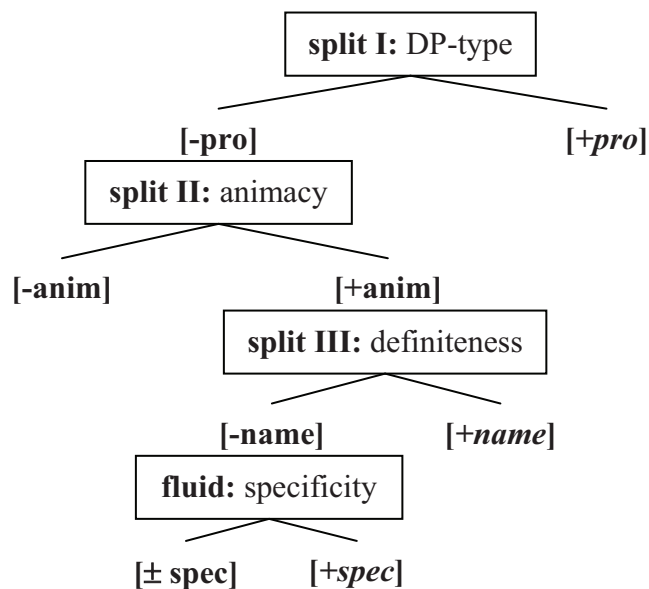 split I: DP-type
[-pro] [+pro]
split II: animacy
[-anim] [+anim]
split III: definiteness
[-name] [+name]
fluid: specificity
[± spec] [+spec]